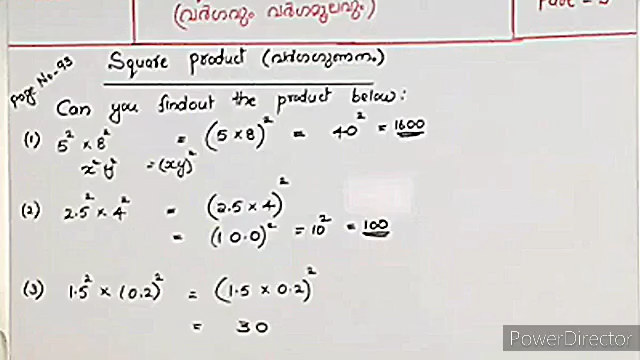 (വർഗവും വർഗമൂലവും)
Page No-93
Square product (വർഗഗുണനം)
Can you findout the product below:
(1) 5² × 8² = (5×8)² = 40² = 1600
x² y² = (xy)²
(2) 2.5² × 4² = (2.5 × 4)²
= (10.0)² = 10² = 100
(3) 1.5² × (0.2)² = (1.5 × 0.2)²
= 30
PowerDirector